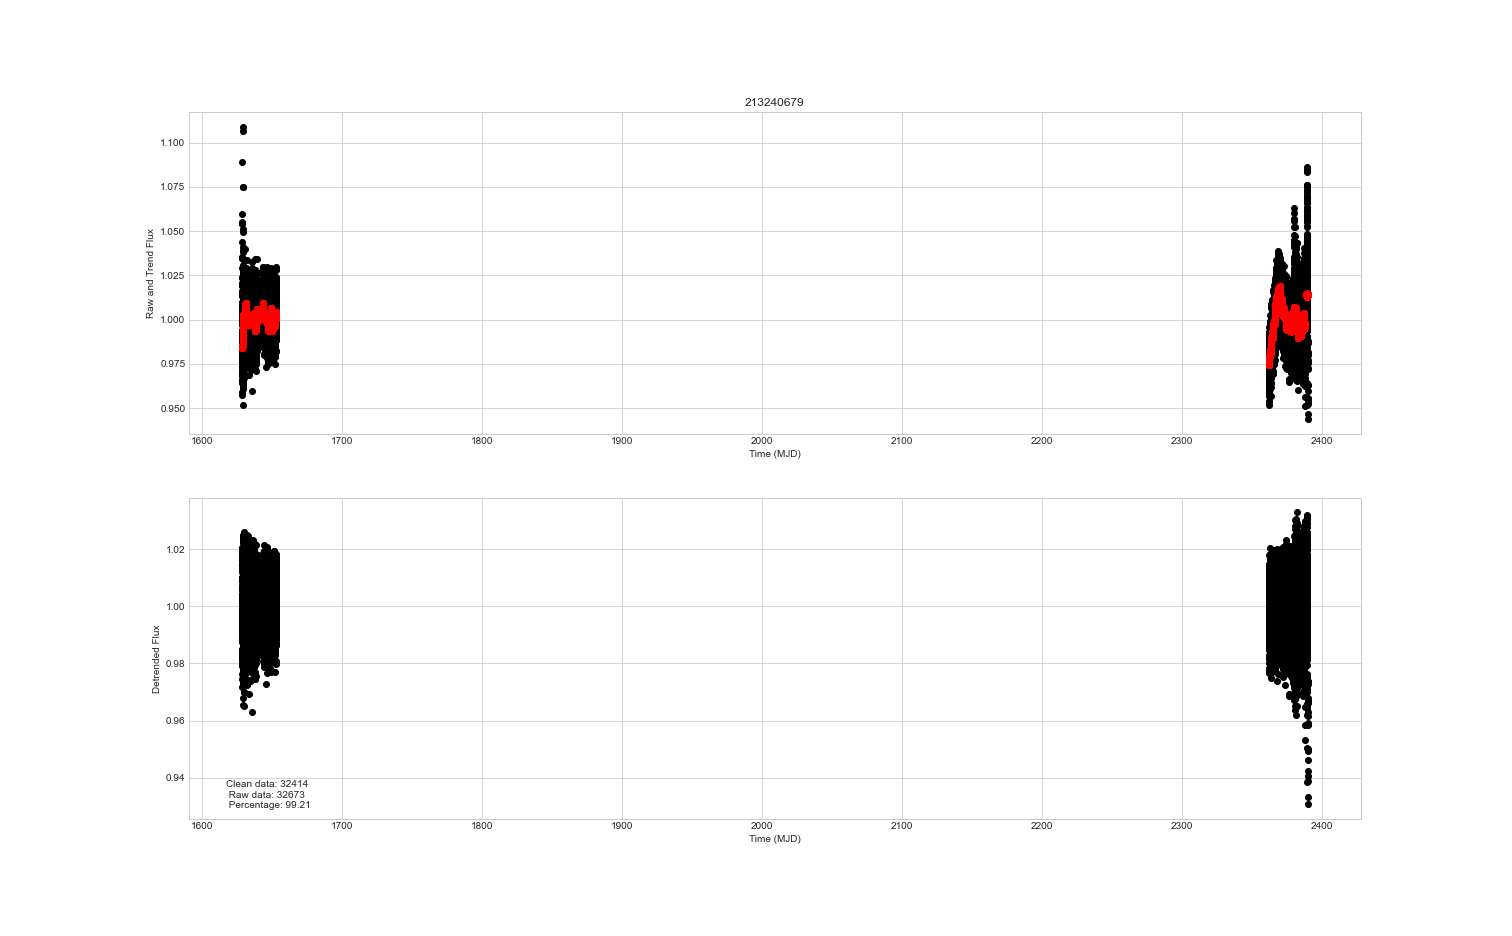 213240679
1.100
1.075
1.050
1.025
1.000
0.975
0.950
Raw and Trend Flux
1600 1700 1800 1900 2000 2100 2200 2300 2400
Time (MJD)
1.02
1.00
0.98
0.96
0.94
Detrended Flux
Clean data: 32414
Raw data: 32673
Percentage: 99.21
1600 1700 1800 1900 2000 2100 2200 2300 2400
Time (MJD)